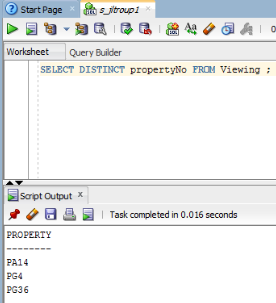 Start Page
s_jltroup1
Worksheet Query Builder
SELECT DISTINCT propertyNo FROM Viewing ;
Script Output
Task completed in 0.016 seconds
PROPERTY
--------
PA14
PG4
PG36